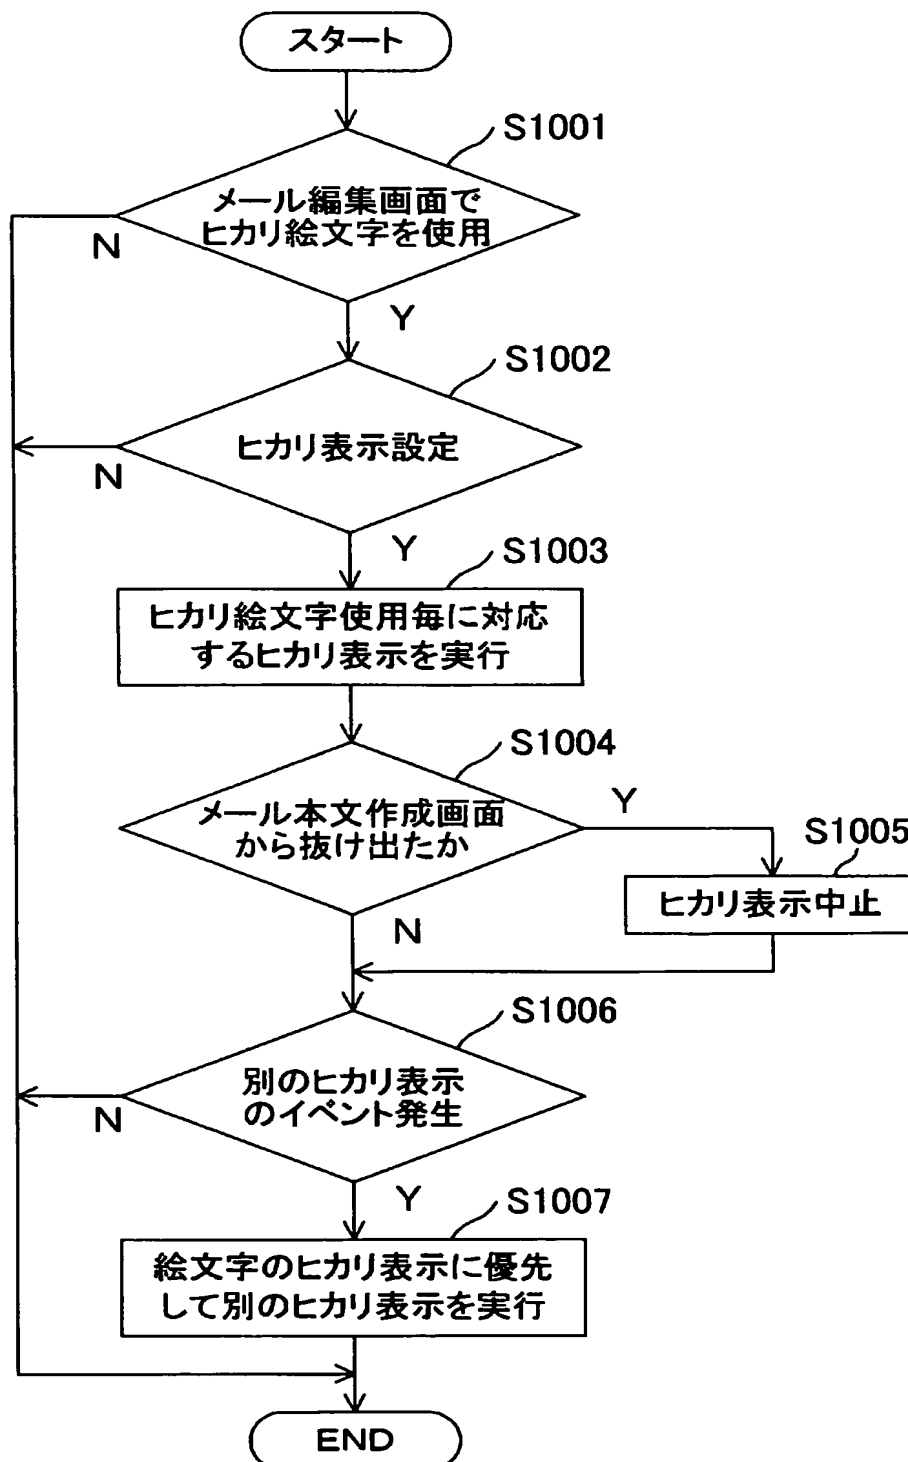 スタート
S1001
メール編集画面で
ヒカリ絵文字を使用
N
Y
S1002
ヒカリ表示設定
N
Y
S1003
ヒカリ絵文字使用毎に対応
するヒカリ表示を実行
S1004
メール本文作成画面
から抜け出たか
Y
S1005
ヒカリ表示中止
N
S1006
別のヒカリ表示
のイベント発生
N
Y
S1007
絵文字のヒカリ表示に優先
して別のヒカリ表示を実行
END